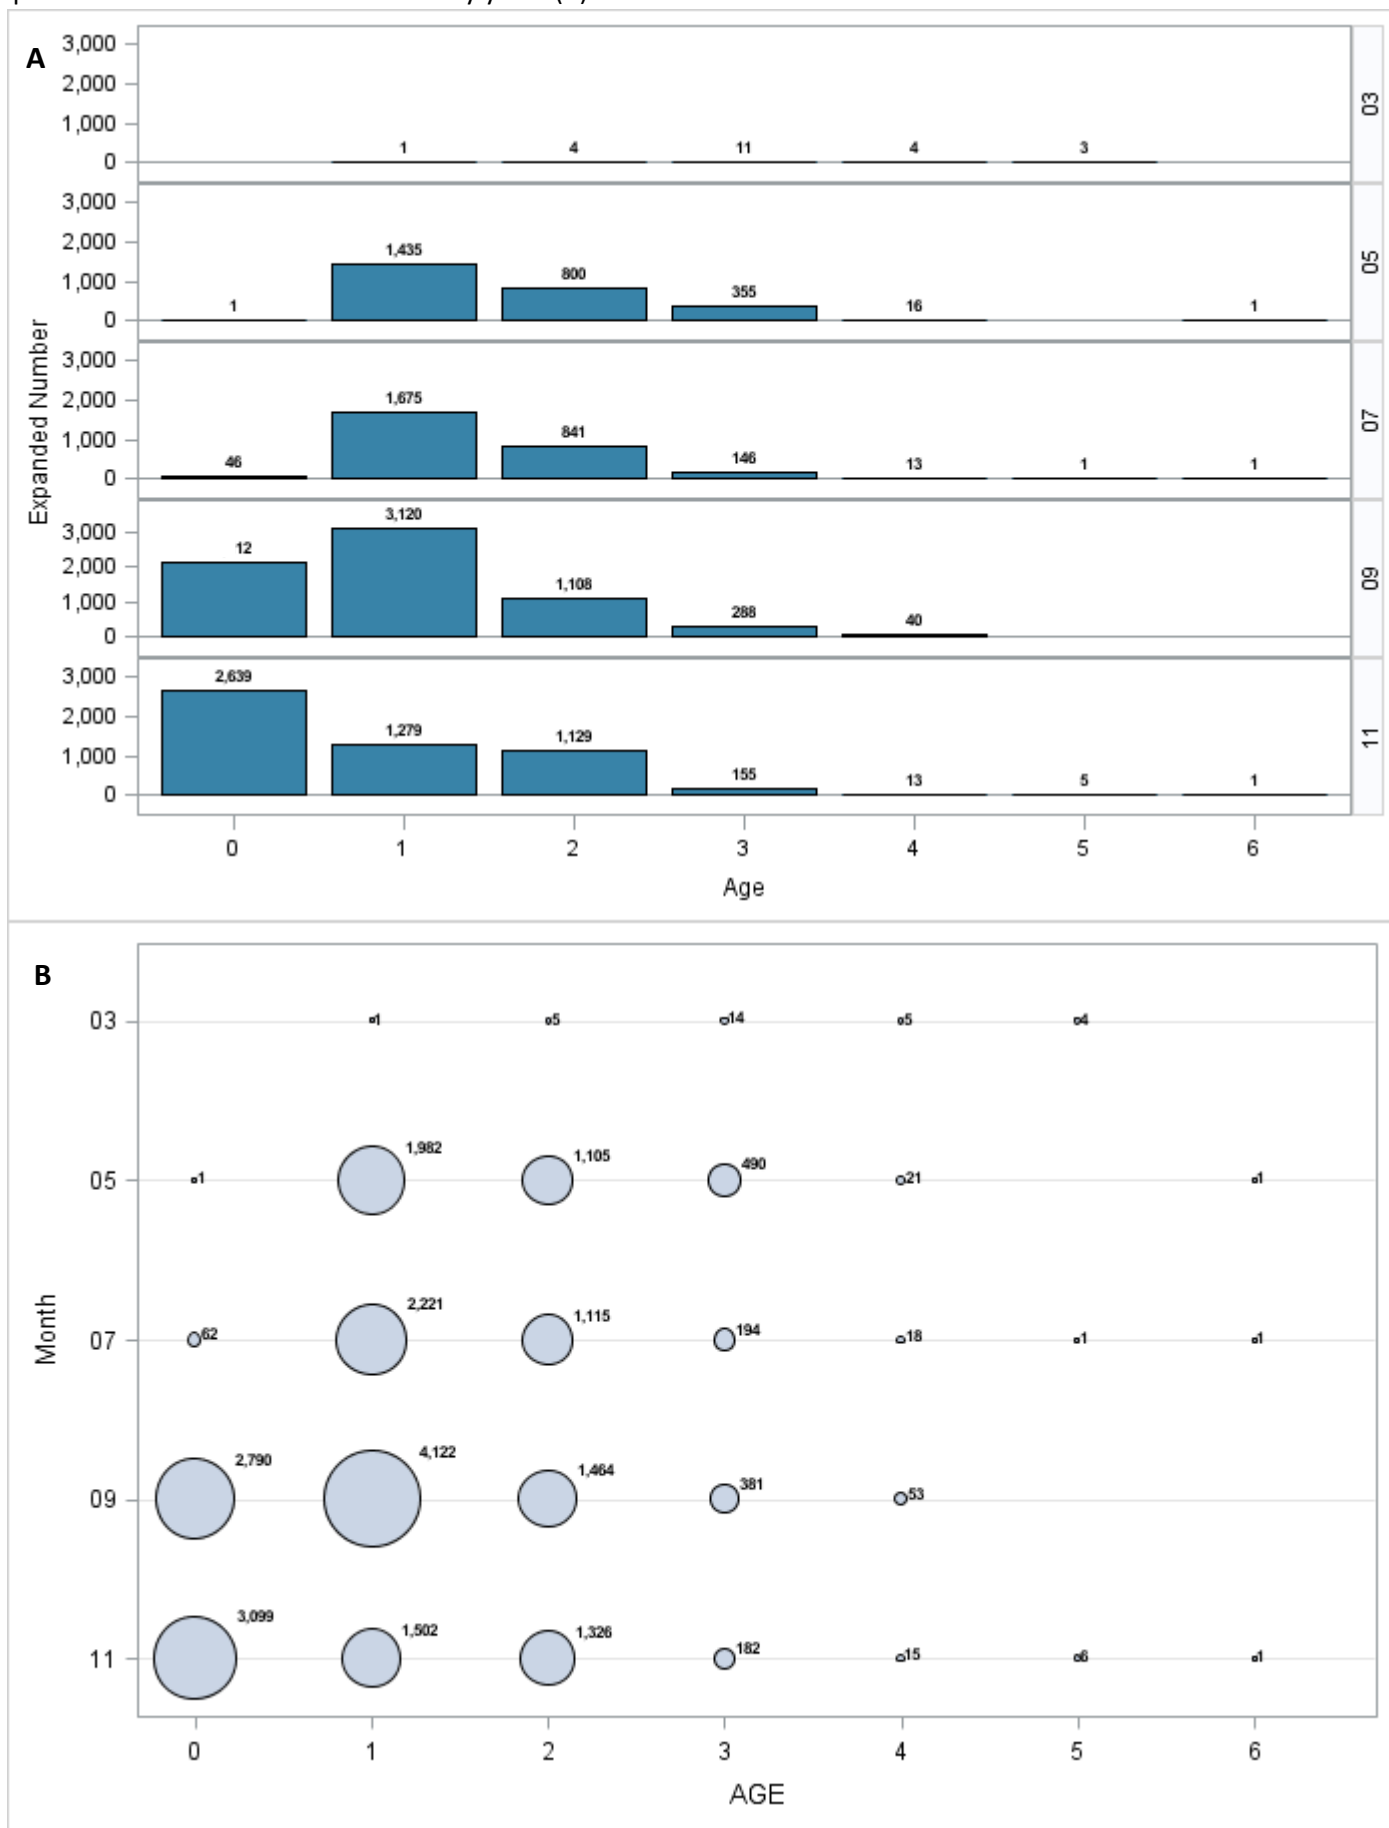 A
3,000
2,000
1,000
0
1 4 11 4 3
03
3,000
2,000
1,000
0
1 1,435 800 355 16 1
05
3,000
2,000
1,000
0
46 1,675 841 146 13 1 1
07
3,000
2,000
1,000
0
12 3,120 1,108 288 40
09
3,000
2,000
1,000
0
2,639 1,279 1,129 155 13 5 1
11
Expanded Number
0 1 2 3 4 5 6
Age
B
03 1 5 14 5 4
05 1 1,982 1,105 490 21 1
07 62 2,221 1,115 194 18 1 1
09 2,790 4,122 1,464 381 53
11 3,099 1,502 1,326 182 15 6 1
Month
0 1 2 3 4 5 6
AGE